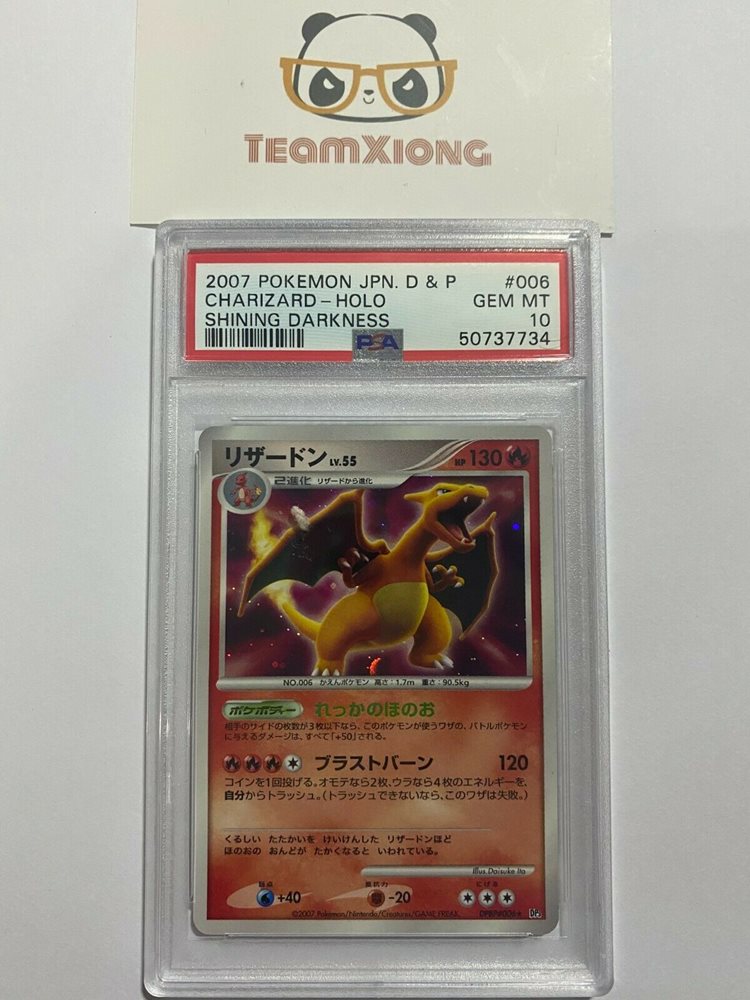 TEAMXIONG
2007 POKEMON JPN. D & P #006
CHARIZARD-HOLO GEM MT
SHINING DARKNESS 10
PSA 50737734
リザードン LV.55 HP 130
2進化 リザードから進化
NO.006 かえんポケモン 高さ：1.7m 重さ：90.5kg
ポケボディー れっかのほのお
相手のサイドの枚数が3枚以下なら、このポケモンが使うワザの、バトルポケモン
に与えるダメージは、すべて「+50」される。
ブラストバーン 120
コインを1回投げる。オモテなら2枚、ウラなら4枚のエネルギーを、
自分からトラッシュ。(トラッシュできないなら、このワザは失敗。)
くるしい たたかいを けいけんした リザードンほど
ほのおの おんどが たかくなると いわれている。
Illus.Daisuke Ito
弱点 抵抗力 にげる
+40 -20
©2007 Pokémon/Nintendo/Creatures/GAME FREAK.
DPBP#006 DP3